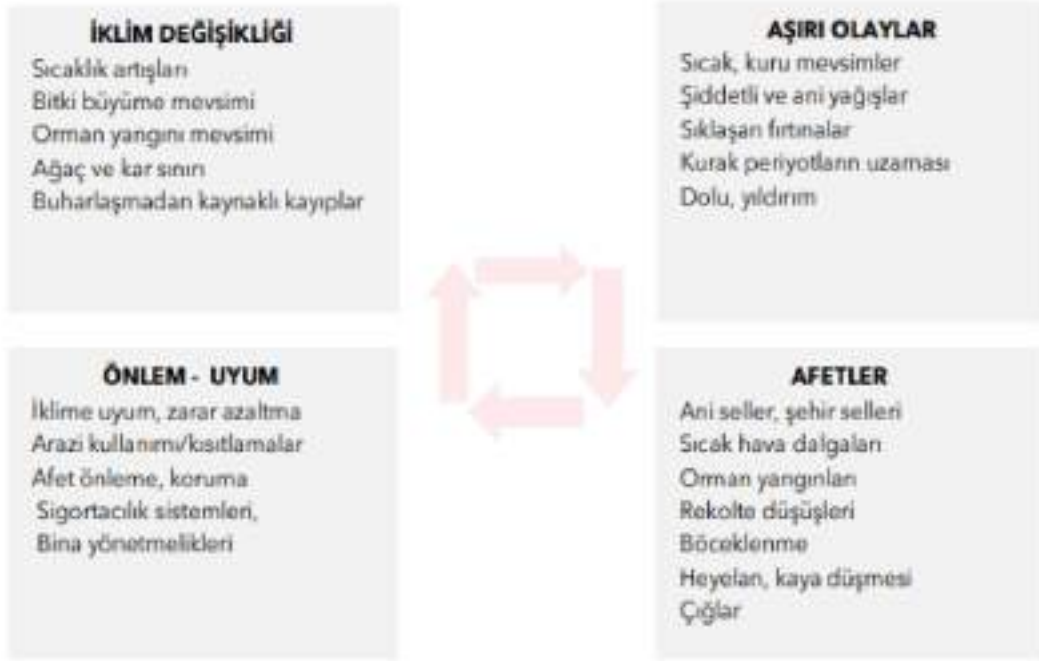 İKLİM DEĞİŞİKLİĞİ
Sıcaklık artışları
Bitki büyüme mevsimi
Orman yangını mevsimi
Ağaç ve kar sınırı
Buharlaşmadan kaynaklı kayıplar
AŞIRI OLAYLAR
Sıcak, kuru mevsimler
Şiddetli ve ani yağışlar
Sıklaşan fırtınalar
Kurak periyotların uzaması
Dolu, yıldırım
ÖNLEM - UYUM
İklime uyum, zarar azaltma
Arazi kullanımı/kısıtlamalar
Afet önleme, koruma
Sigortacılık sistemleri,
Bina yönetmelikleri
AFETLER
Ani seller, şehir selleri
Sıcak hava dalgaları
Orman yangınları
Rekolte düşüşleri
Böceklenme
Heyelan, kaya düşmesi
Çığlar